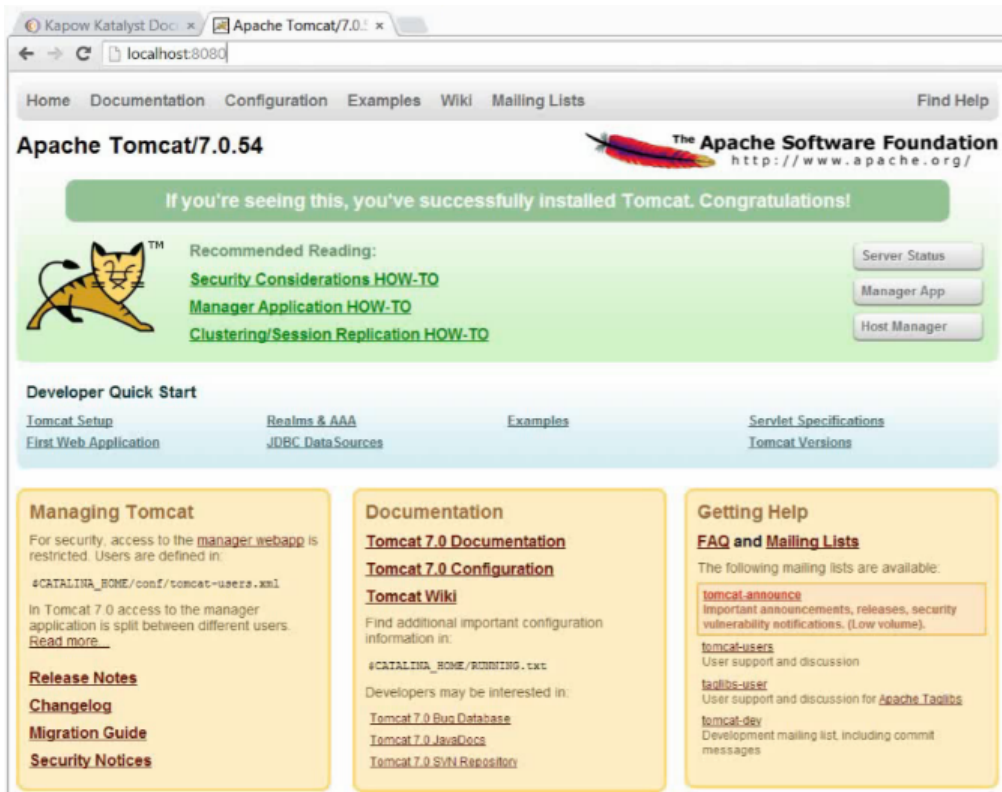 Kapow Katalyst Doc
Apache Tomcat/7.0.5
localhost:8080
Home Documentation Configuration Examples Wiki Mailing Lists Find Help
Apache Tomcat/7.0.54
The Apache Software Foundation
http://www.apache.org/
If you're seeing this, you've successfully installed Tomcat. Congratulations!
TM
Recommended Reading:
Security Considerations HOW-TO
Manager Application HOW-TO
Clustering/Session Replication HOW-TO
Server Status
Manager App
Host Manager
Developer Quick Start
Tomcat Setup
First Web Application
Realms & AAA
JDBC DataSources
Examples
Servlet Specifications
Tomcat Versions
Managing Tomcat
For security, access to the manager webapp is
restricted. Users are defined in:
$CATALINA_HOME/conf/tomcat-users.xml
In Tomcat 7.0 access to the manager
application is split between different users.
Read more...
Release Notes
Changelog
Migration Guide
Security Notices
Documentation
Tomcat 7.0 Documentation
Tomcat 7.0 Configuration
Tomcat Wiki
Find additional important configuration
information in:
$CATALINA_HOME/RUNNING.txt
Developers may be interested in:
Tomcat 7.0 Bug Database
Tomcat 7.0 JavaDocs
Tomcat 7.0 SVN Repository
Getting Help
FAQ and Mailing Lists
The following mailing lists are available:
tomcat-announce
Important announcements, releases, security
vulnerability notifications. (Low volume).
tomcat-users
User support and discussion
taglibs-user
User support and discussion for Apache Taglibs
tomcat-dev
Development mailing list, including commit
messages